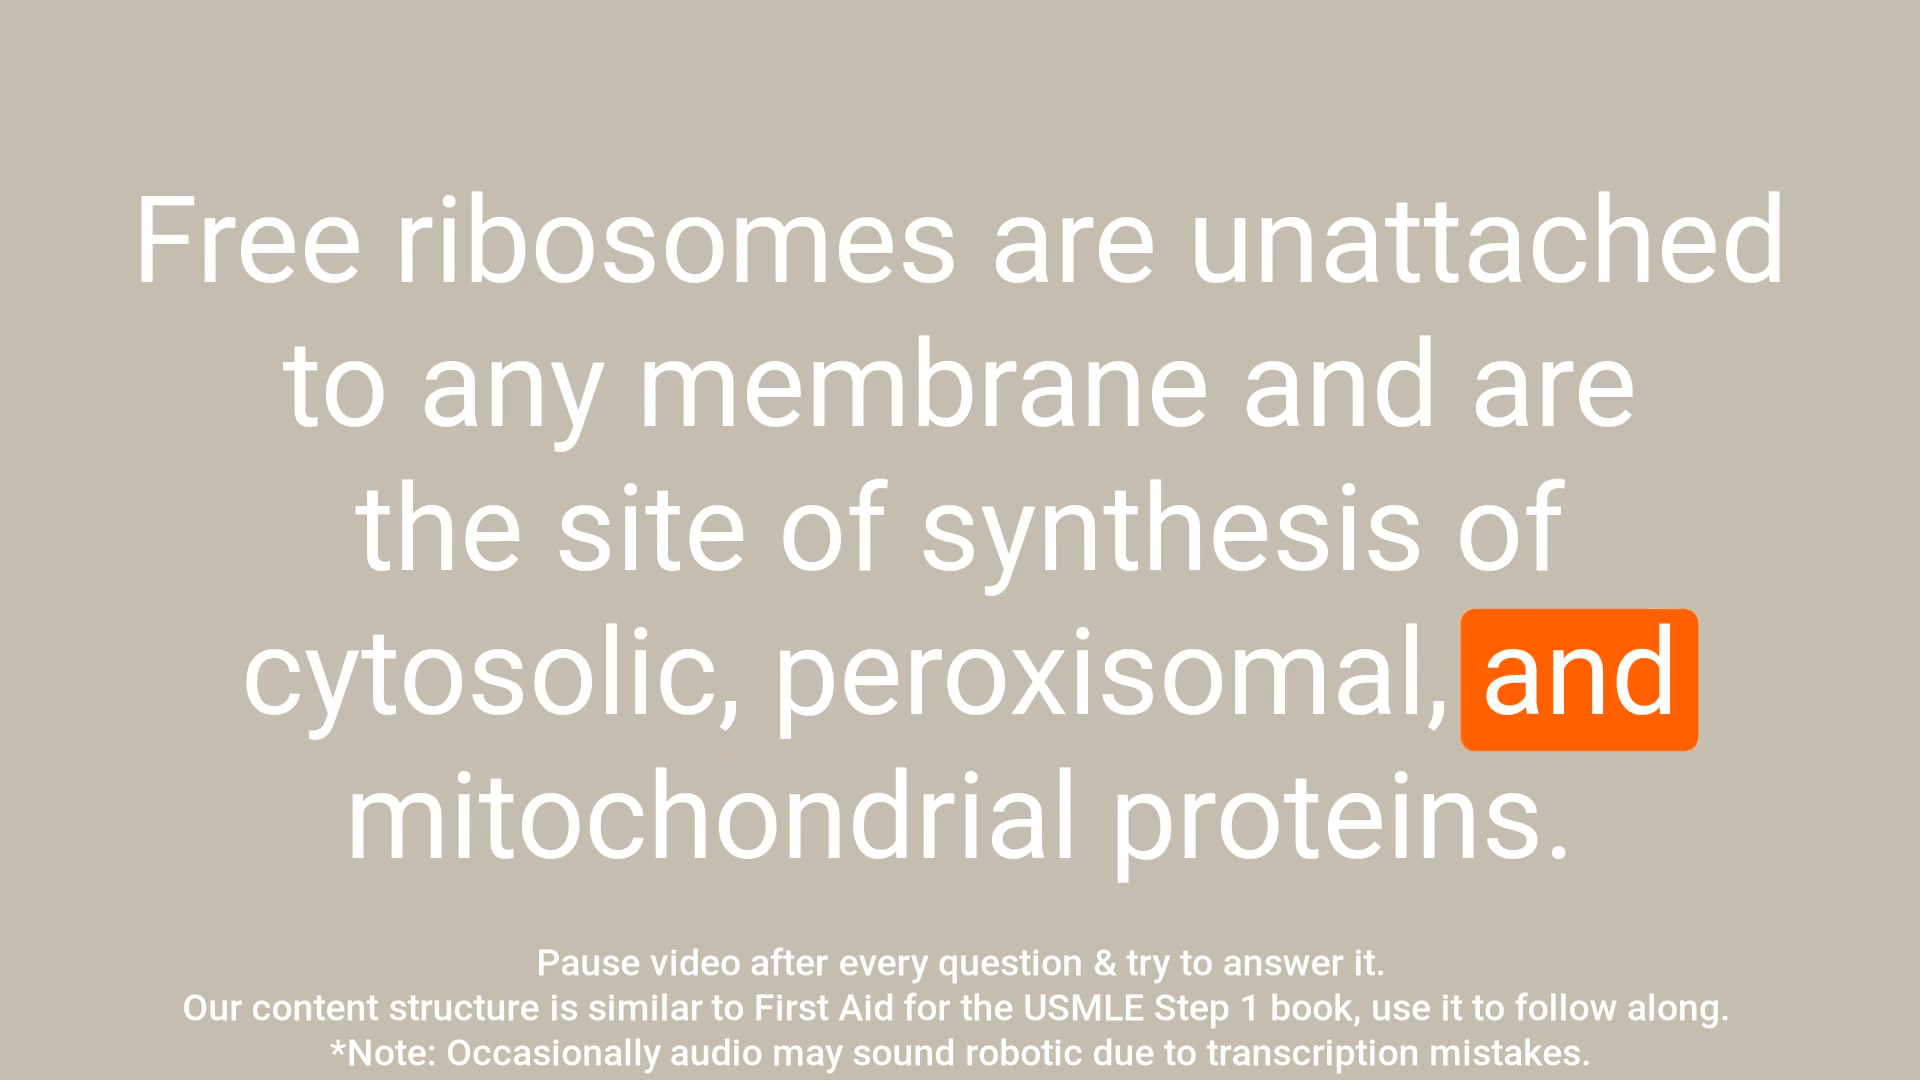 Free ribosomes are unattached
to any membrane and are
the site of synthesis of
cytosolic, peroxisomal, and
mitochondrial proteins.
Pause video after every question & try to answer it.
Our content structure is similar to First Aid for the USMLE Step 1 book, use it to follow along.
*Note: Occasionally audio may sound robotic due to transcription mistakes.